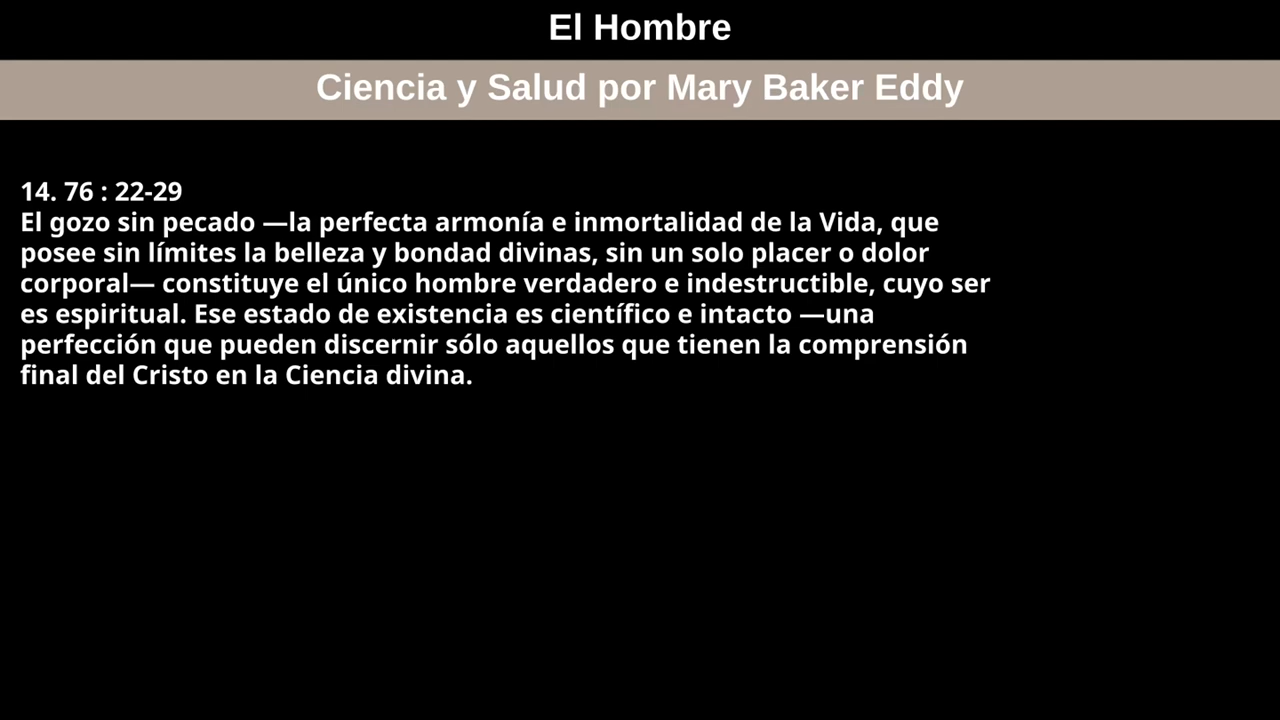 El Hombre
Ciencia y Salud por Mary Baker Eddy
14. 76 : 22-29
El gozo sin pecado —la perfecta armonía e inmortalidad de la Vida, que
posee sin límites la belleza y bondad divinas, sin un solo placer o dolor
corporal— constituye el único hombre verdadero e indestructible, cuyo ser
es espiritual. Ese estado de existencia es científico e intacto —una
perfección que pueden discernir sólo aquellos que tienen la comprensión
final del Cristo en la Ciencia divina.